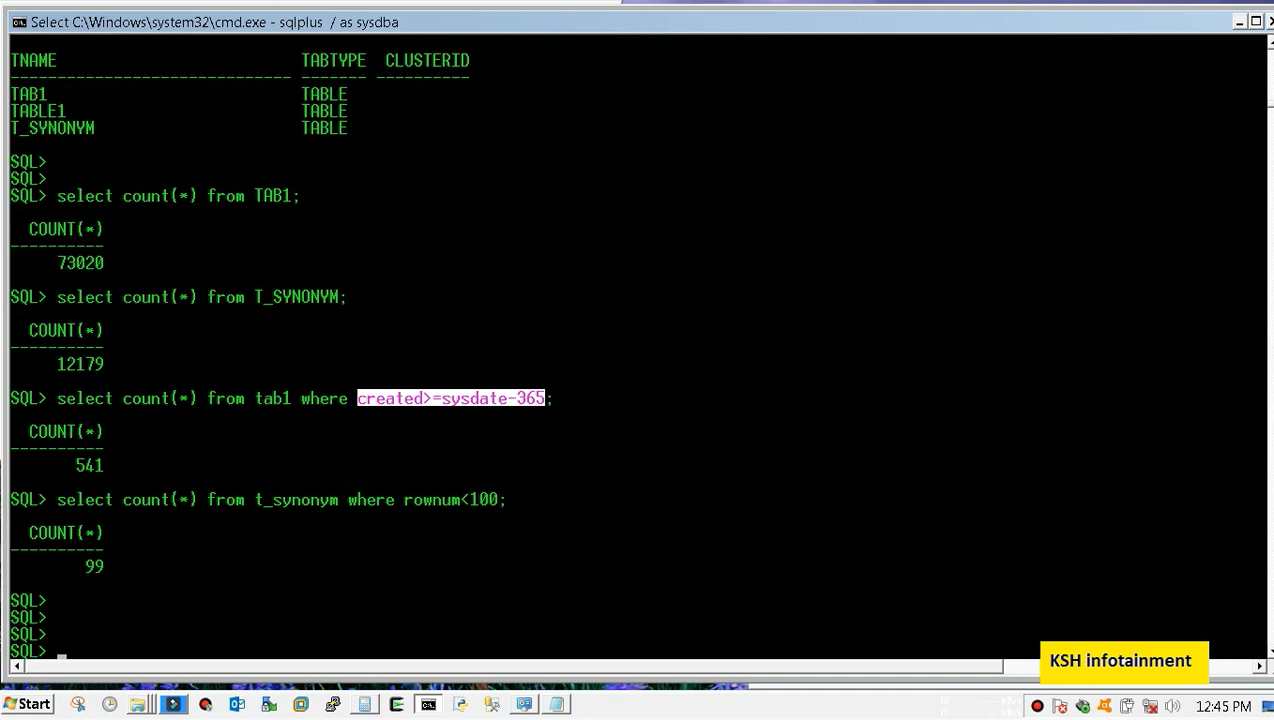 Select C:\Windows\system32\cmd.exe - sqlplus / as sysdba
TNAME TABTYPE CLUSTERID
------------------------------ ------- ----------
TAB1 TABLE
TABLE1 TABLE
T_SYNONYM TABLE
SQL>
SQL>
SQL> select count(*) from TAB1;
COUNT(*)
----------
73020
SQL> select count(*) from T_SYNONYM;
COUNT(*)
----------
12179
SQL> select count(*) from tab1 where created>=sysdate-365;
COUNT(*)
----------
541
SQL> select count(*) from t_synonym where rownum<100;
COUNT(*)
----------
99
SQL>
SQL>
SQL>
SQL>
KSH infotainment
Start
12:45 PM